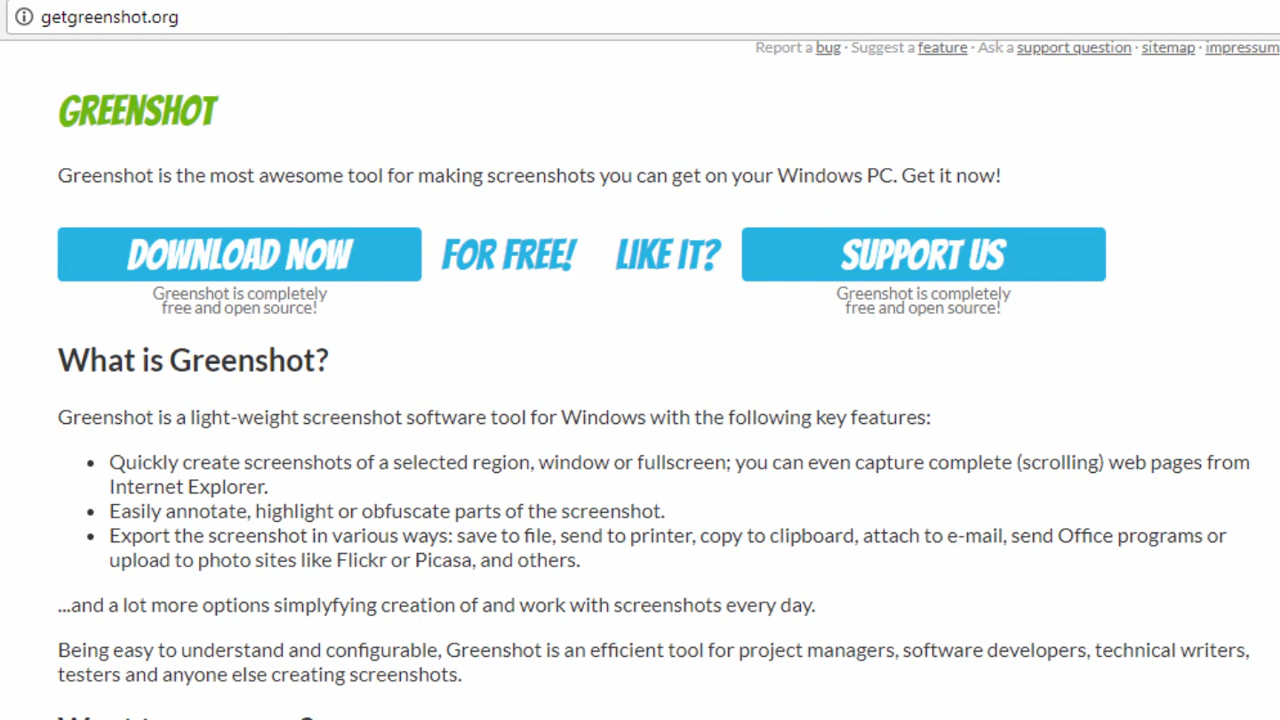 getgreenshot.org
Report a bug · Suggest a feature · Ask a support question · sitemap · impressum
GREENSHOT
Greenshot is the most awesome tool for making screenshots you can get on your Windows PC. Get it now!
DOWNLOAD NOW FOR FREE! LIKE IT? SUPPORT US
Greenshot is completely Greenshot is completely
free and open source! free and open source!
What is Greenshot?
Greenshot is a light-weight screenshot software tool for Windows with the following key features:
• Quickly create screenshots of a selected region, window or fullscreen; you can even capture complete (scrolling) web pages from
Internet Explorer.
• Easily annotate, highlight or obfuscate parts of the screenshot.
• Export the screenshot in various ways: save to file, send to printer, copy to clipboard, attach to e-mail, send Office programs or
upload to photo sites like Flickr or Picasa, and others.
...and a lot more options simplyfying creation of and work with screenshots every day.
Being easy to understand and configurable, Greenshot is an efficient tool for project managers, software developers, technical writers,
testers and anyone else creating screenshots.